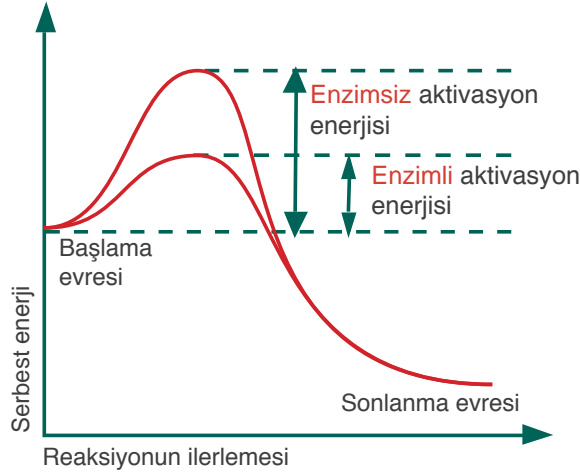 Enzimsiz aktivasyon
enerjisi
Enzimli aktivasyon
enerjisi
Başlama
evresi
Serbest enerji
Sonlanma evresi
Reaksiyonun ilerlemesi